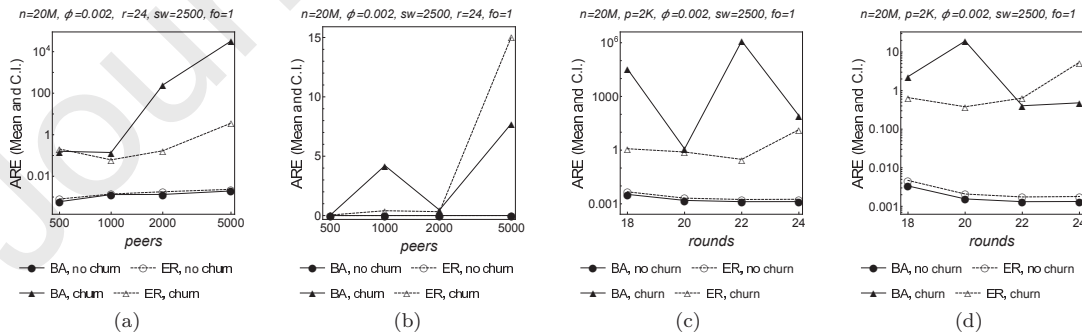 n=20M, ϕ=0.002, r=24, sw=2500, fo=1
ARE (Mean and C.I.)
10⁴
100
1
0.01
500 1000 2000 5000
peers
BA, no churn ER, no churn
BA, churn ER, churn
(a)
n=20M, ϕ=0.002, sw=2500, r=24, fo=1
ARE (Mean and C.I.)
15
10
5
0
500 1000 2000 5000
peers
BA, no churn ER, no churn
BA, churn ER, churn
(b)
n=20M, p=2K, ϕ=0.002, sw=2500, fo=1
ARE (Mean and C.I.)
10⁶
1000
1
0.001
18 20 22 24
rounds
BA, no churn ER, no churn
BA, churn ER, churn
(c)
n=20M, p=2K, ϕ=0.002, sw=2500, fo=1
ARE (Mean and C.I.)
10
1
0.100
0.010
0.001
18 20 22 24
rounds
BA, no churn ER, no churn
BA, churn ER, churn
(d)
Jour